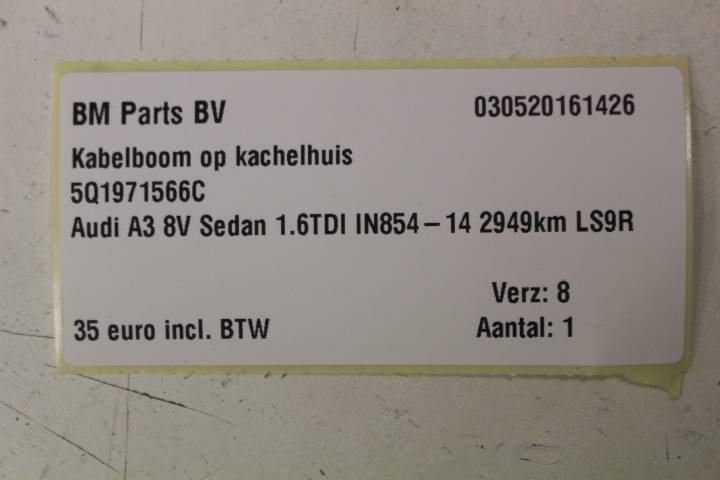 BM Parts BV 030520161426
Kabelboom op kachelhuis
5Q1971566C
Audi A3 8V Sedan 1.6TDI IN854-14 2949km LS9R
Verz: 8
35 euro incl. BTW Aantal: 1